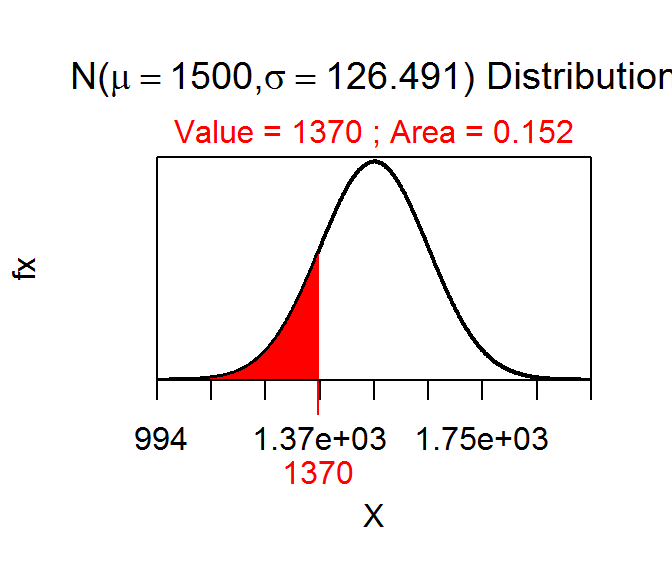 N(μ = 1500,σ = 126.491) Distribution
Value = 1370 ; Area = 0.152
fx
994 1.37e+03 1.75e+03
1370
X